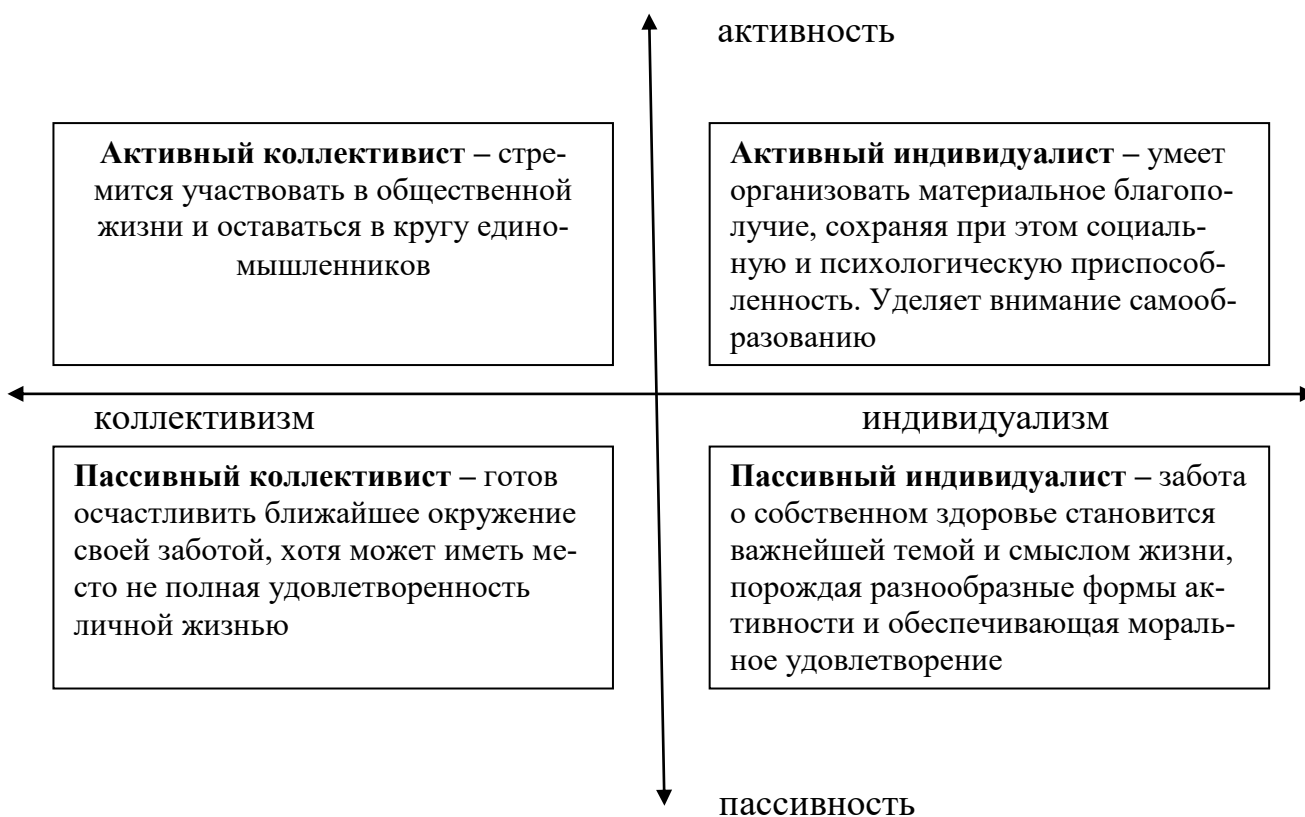 активность
Активный коллективист – стре-
мится участвовать в общественной
жизни и оставаться в кругу едино-
мышленников
Активный индивидуалист – умеет
организовать материальное благопо-
лучие, сохраняя при этом социаль-
ную и психологическую приспособ-
ленность. Уделяет внимание самооб-
разованию
коллективизм
индивидуализм
Пассивный коллективист – готов
осчастливить ближайшее окружение
своей заботой, хотя может иметь ме-
сто не полная удовлетворенность
личной жизнью
Пассивный индивидуалист – забота
о собственном здоровье становится
важнейшей темой и смыслом жизни,
порождая разнообразные формы ак-
тивности и обеспечивающая мораль-
ное удовлетворение
пассивность